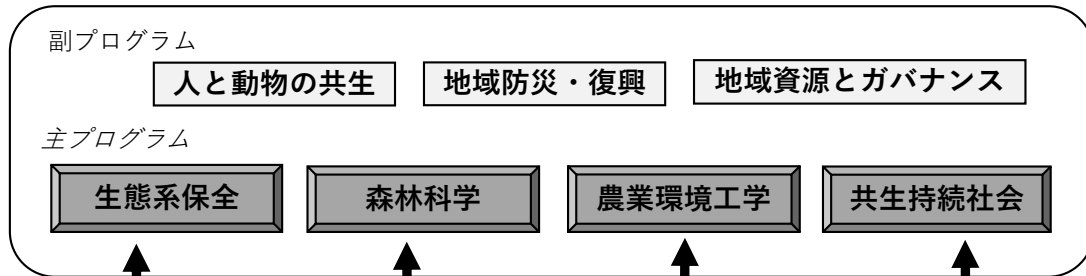 副プログラム
人と動物の共生 地域防災・復興 地域資源とガバナンス
主プログラム
生態系保全 森林科学 農業環境工学 共生持続社会